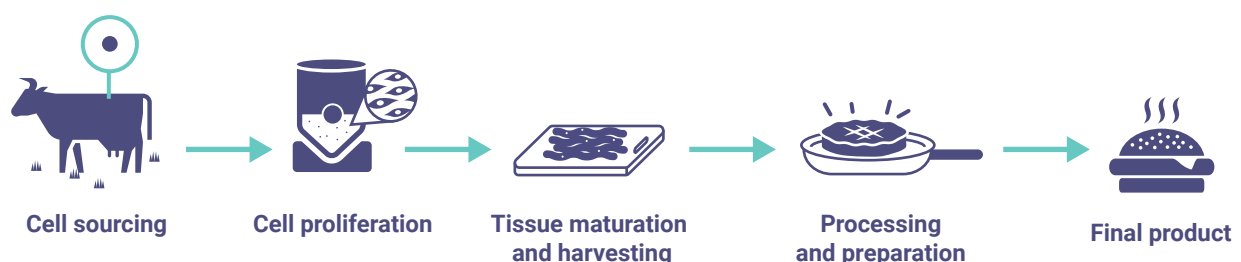 Cell sourcing
Cell proliferation
Tissue maturation
and harvesting
Processing
and preparation
Final product